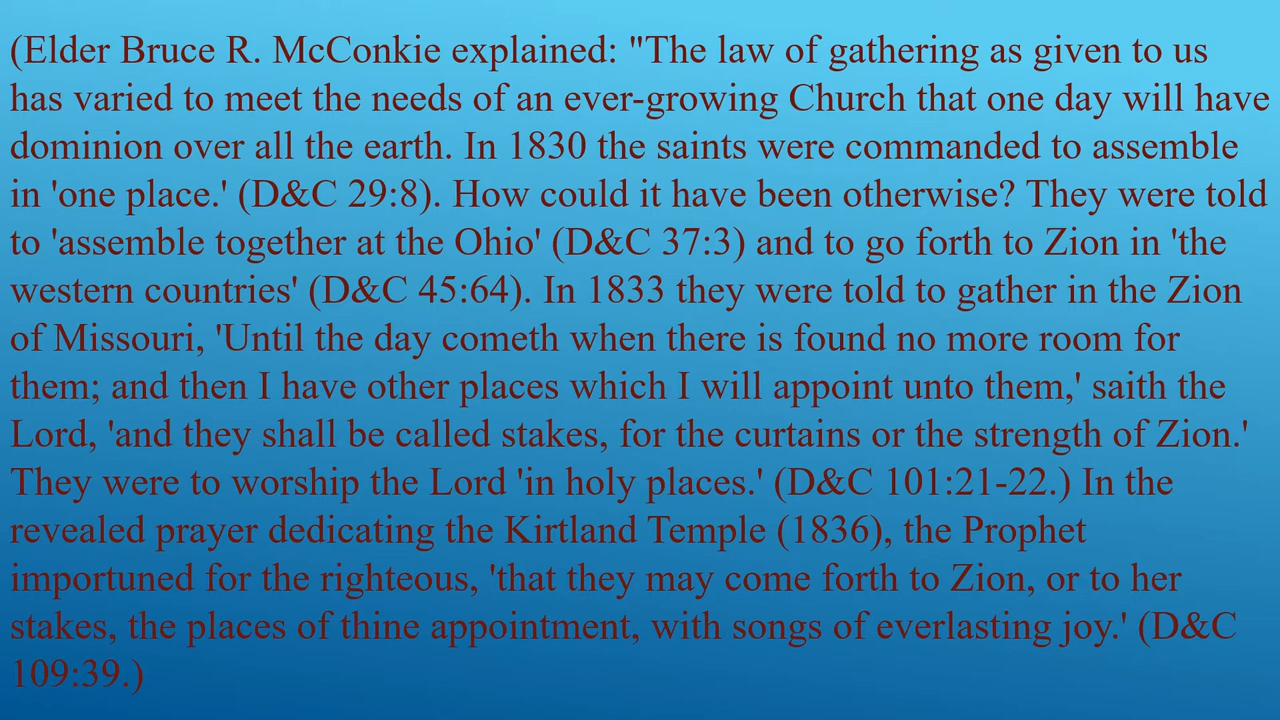 (Elder Bruce R. McConkie explained: "The law of gathering as given to us
has varied to meet the needs of an ever-growing Church that one day will have
dominion over all the earth. In 1830 the saints were commanded to assemble
in 'one place.' (D&C 29:8). How could it have been otherwise? They were told
to 'assemble together at the Ohio' (D&C 37:3) and to go forth to Zion in 'the
western countries' (D&C 45:64). In 1833 they were told to gather in the Zion
of Missouri, 'Until the day cometh when there is found no more room for
them; and then I have other places which I will appoint unto them,' saith the
Lord, 'and they shall be called stakes, for the curtains or the strength of Zion.'
They were to worship the Lord 'in holy places.' (D&C 101:21-22.) In the
revealed prayer dedicating the Kirtland Temple (1836), the Prophet
importuned for the righteous, 'that they may come forth to Zion, or to her
stakes, the places of thine appointment, with songs of everlasting joy.' (D&C
109:39.)